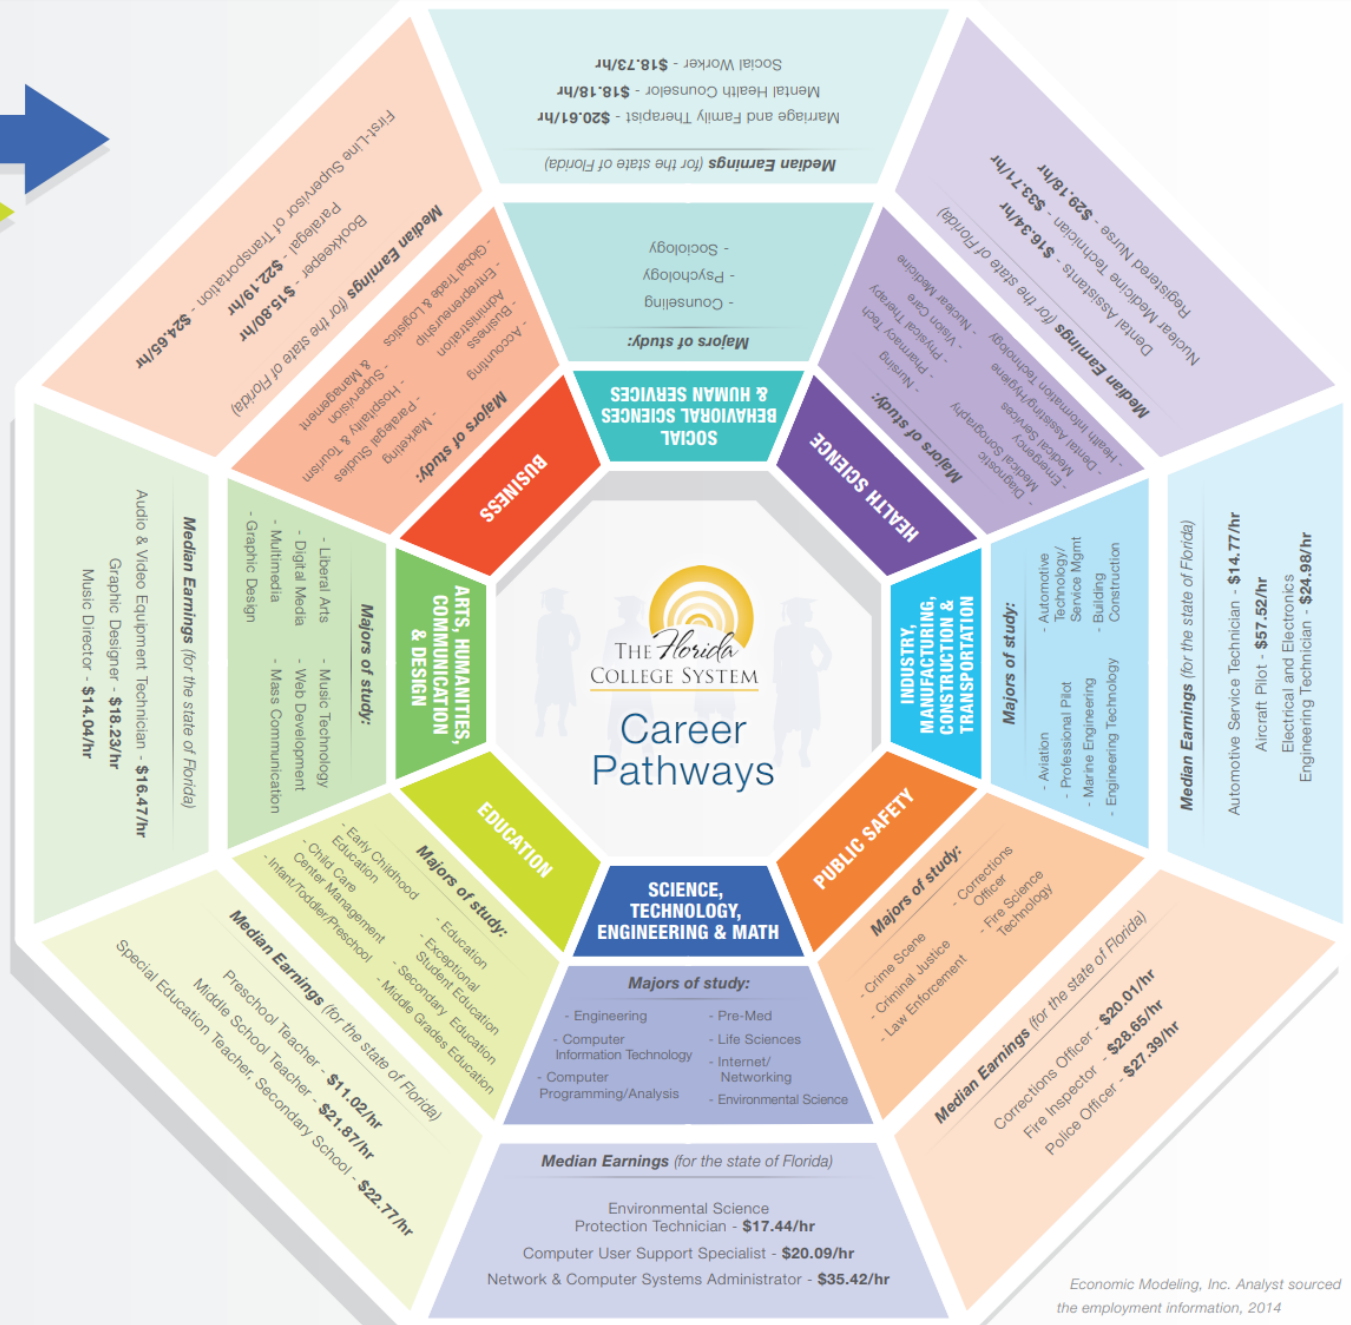 THE Florida
COLLEGE SYSTEM
Career
Pathways
SOCIAL
BEHAVIORAL SCIENCES
& HUMAN SERVICES
Majors of study:
- Counseling
- Psychology
- Sociology
Median Earnings (for the state of Florida)
Marriage and Family Therapist - $20.61/hr
Mental Health Counselor - $18.18/hr
Social Worker - $18.73/hr
HEALTH SCIENCE
Majors of study:
- Nursing
- Pharmacy Tech
- Physical Therapy
- Vision Care
- Nuclear Medicine
- Diagnostic
Medical Sonography
- Emergency
Medical Services
- Dental Assisting/Hygiene
- Health Information Technology
Median Earnings (for the state of Florida)
Dental Assistants - $16.34/hr
Nuclear Medicine Technician - $33.71/hr
Registered Nurse - $29.18/hr
INDUSTRY,
MANUFACTURING,
CONSTRUCTION &
TRANSPORTATION
Majors of study:
- Aviation
- Professional Pilot
- Marine Engineering
- Engineering Technology
- Automotive
Technology/
Service Mgmt
- Building
Construction
Median Earnings (for the state of Florida)
Automotive Service Technician - $14.77/hr
Aircraft Pilot - $57.52/hr
Electrical and Electronics
Engineering Technician - $24.98/hr
PUBLIC SAFETY
Majors of study:
- Crime Scene
- Criminal Justice
- Law Enforcement
- Corrections
Officer
- Fire Science
Technology
Median Earnings (for the state of Florida)
Corrections Officer - $20.01/hr
Fire Inspector - $28.65/hr
Police Officer - $27.39/hr
SCIENCE,
TECHNOLOGY,
ENGINEERING & MATH
Majors of study:
- Engineering
- Computer
Information Technology
- Computer
Programming/Analysis
- Pre-Med
- Life Sciences
- Internet/
Networking
- Environmental Science
Median Earnings (for the state of Florida)
Environmental Science
Protection Technician - $17.44/hr
Computer User Support Specialist - $20.09/hr
Network & Computer Systems Administrator - $35.42/hr
EDUCATION
Majors of study:
- Early Childhood
Education
- Child Care
Center Management
- Infant/Toddler/Preschool
- Education
- Exceptional
Student Education
- Secondary Education
- Middle Grades Education
Median Earnings (for the state of Florida)
Preschool Teacher - $11.02/hr
Middle School Teacher - $21.87/hr
Special Education Teacher, Secondary School - $22.77/hr
ARTS, HUMANITIES,
COMMUNICATION
& DESIGN
Majors of study:
- Liberal Arts
- Digital Media
- Multimedia
- Graphic Design
- Music Technology
- Web Development
- Mass Communication
Median Earnings (for the state of Florida)
Audio & Video Equipment Technician - $16.47/hr
Graphic Designer - $18.23/hr
Music Director - $14.04/hr
BUSINESS
Majors of study:
- Accounting
- Business
Administration
- Entrepreneurship
- Global Trade & Logistics
- Marketing
- Paralegal Studies
- Hospitality & Tourism
- Supervision
& Management
Median Earnings (for the state of Florida)
Bookkeeper - $15.80/hr
Paralegal - $22.19/hr
First-Line Supervisor of Transportation - $24.65/hr
Economic Modeling, Inc. Analyst sourced
the employment information, 2014